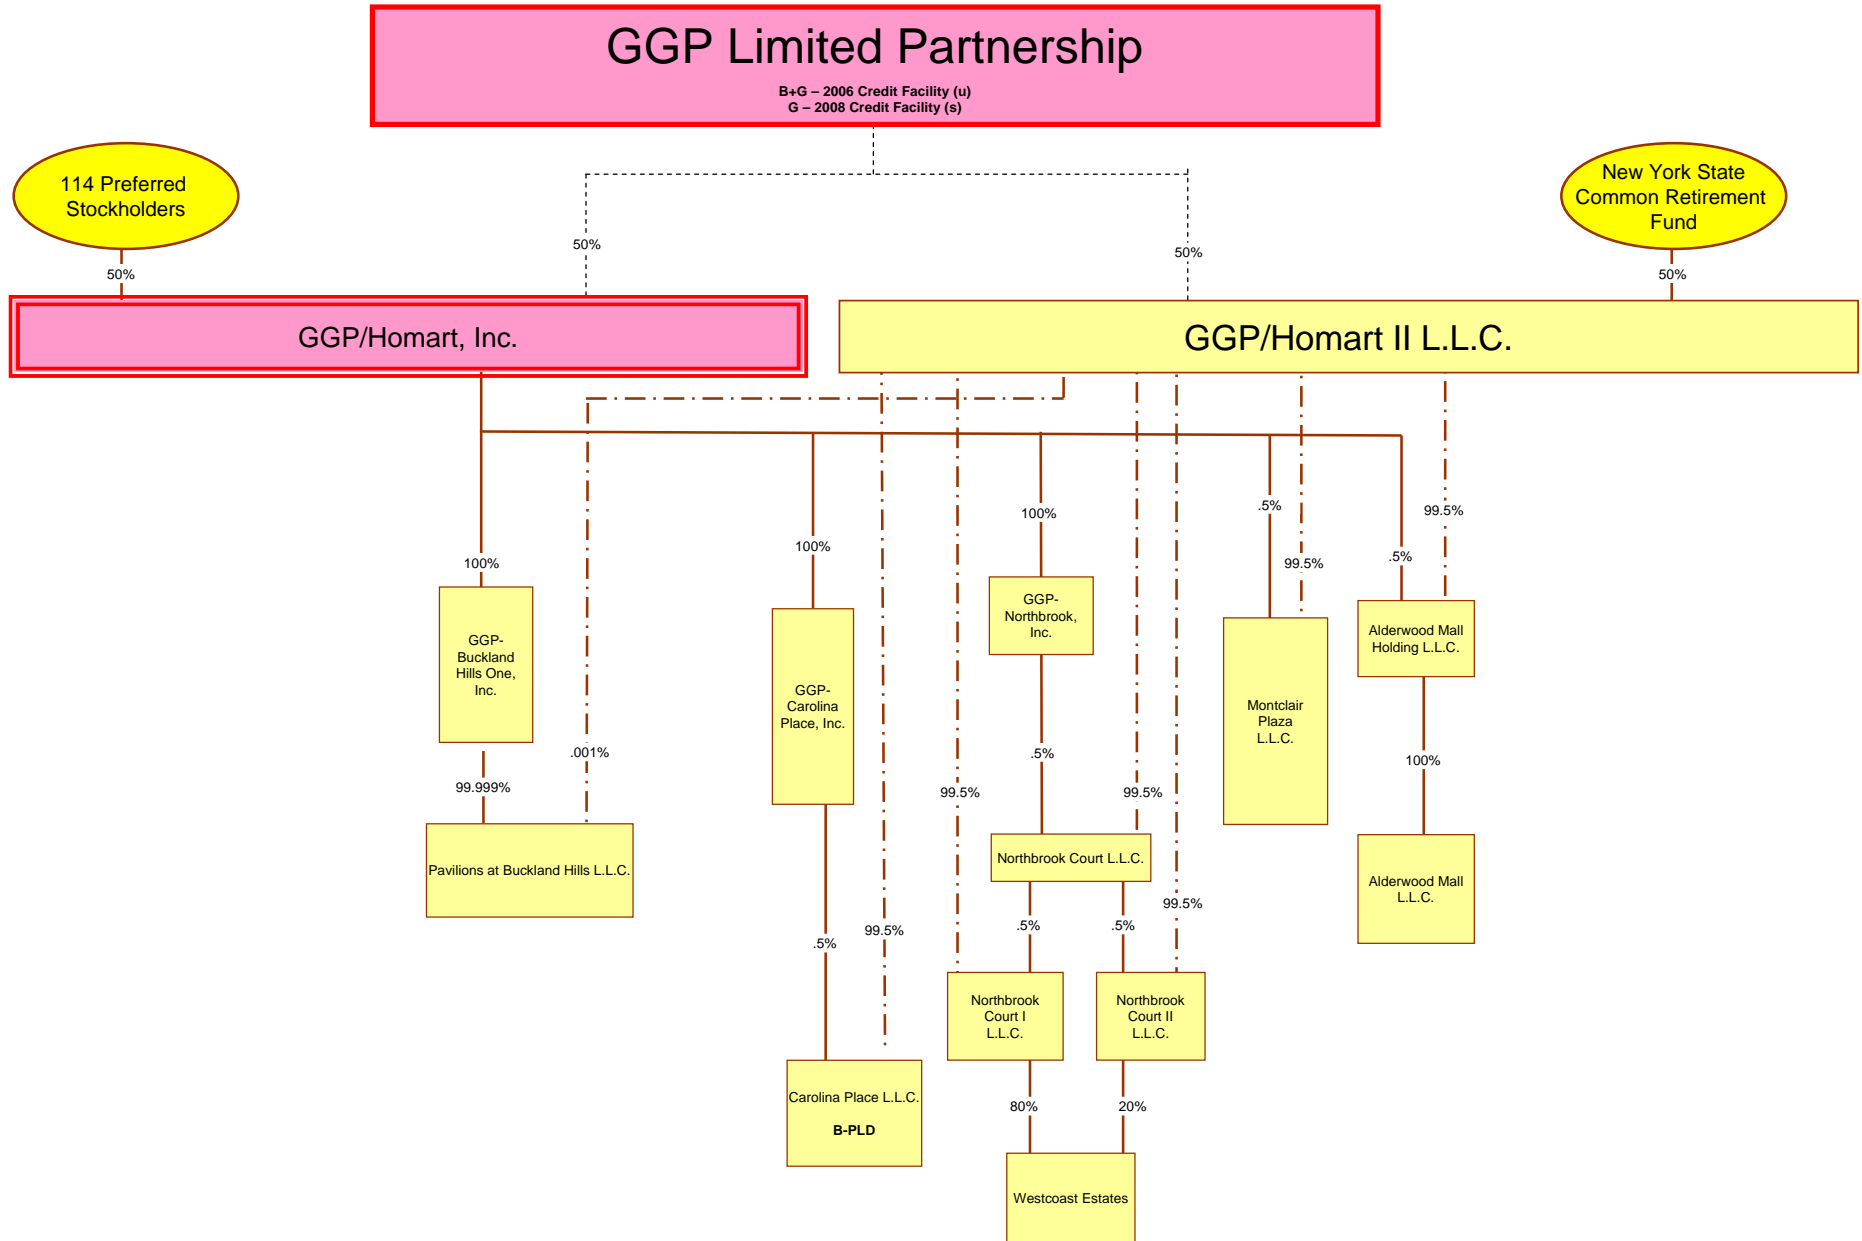 GGP Limited Partnership
B+G – 2006 Credit Facility (u)
G – 2008 Credit Facility (s)
114 Preferred
Stockholders
New York State
Common Retirement
Fund
50%
50%
50%
50%
GGP/Homart, Inc.
GGP/Homart II L.L.C.
100%
100%
100%
.5%
99.5%
.5%
99.5%
GGP-
Buckland
Hills One,
Inc.
GGP-
Carolina
Place, Inc.
GGP-
Northbrook,
Inc.
Montclair
Plaza
L.L.C.
Alderwood Mall
Holding L.L.C.
99.999%
.001%
.5%
99.5%
99.5%
.5%
99.5%
99.5%
100%
Pavilions at Buckland Hills L.L.C.
Northbrook Court L.L.C.
Alderwood Mall
L.L.C.
.5%
.5%
Northbrook
Court I
L.L.C.
Northbrook
Court II
L.L.C.
Carolina Place L.L.C.
B-PLD
80%
20%
Westcoast Estates